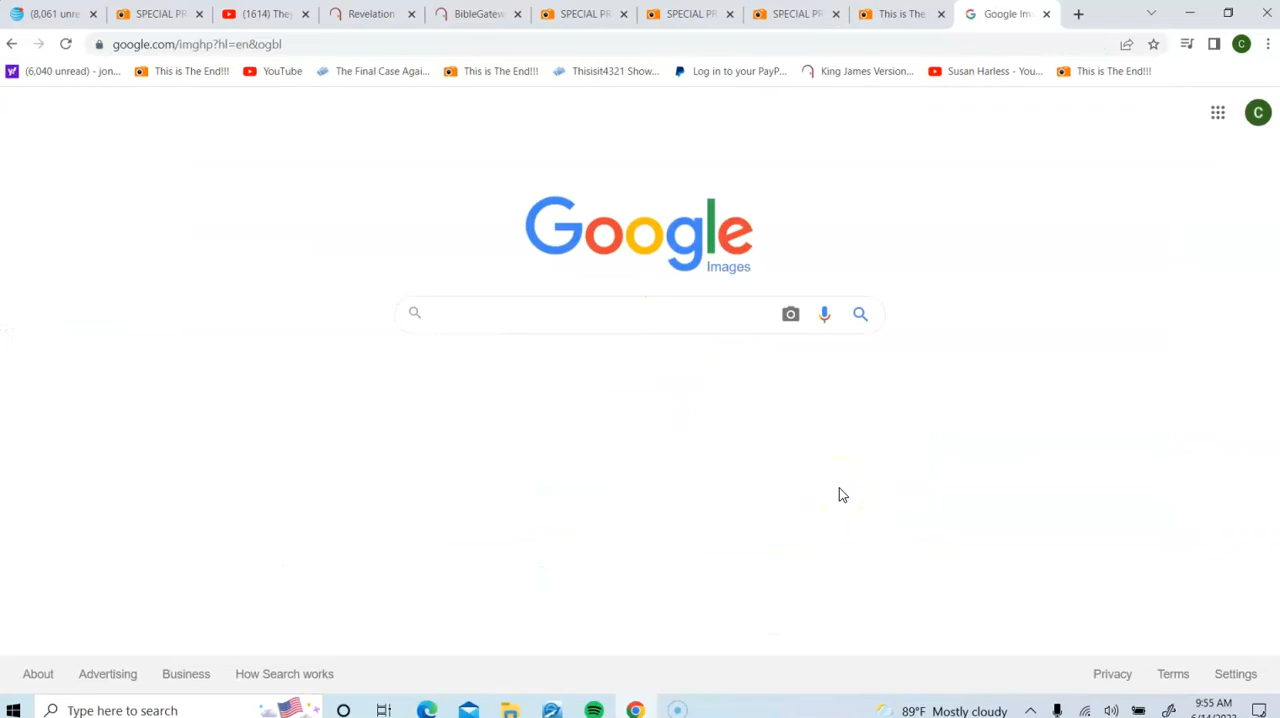 (8,061 unre
SPECIAL PR
(1614) They
Revelation
BibleGatew
SPECIAL PR
SPECIAL PR
SPECIAL PR
This is The
Google Im
google.com/imghp?hl=en&ogbl
C
(6,040 unread) - jon...
This is The End!!!
YouTube
The Final Case Agai...
This is The End!!!
Thisisit4321 Show...
Log in to your PayP...
King James Version...
Susan Harless - You...
This is The End!!!
C
Google
Images
About
Advertising
Business
How Search works
Privacy
Terms
Settings
Type here to search
89°F Mostly cloudy
9:55 AM